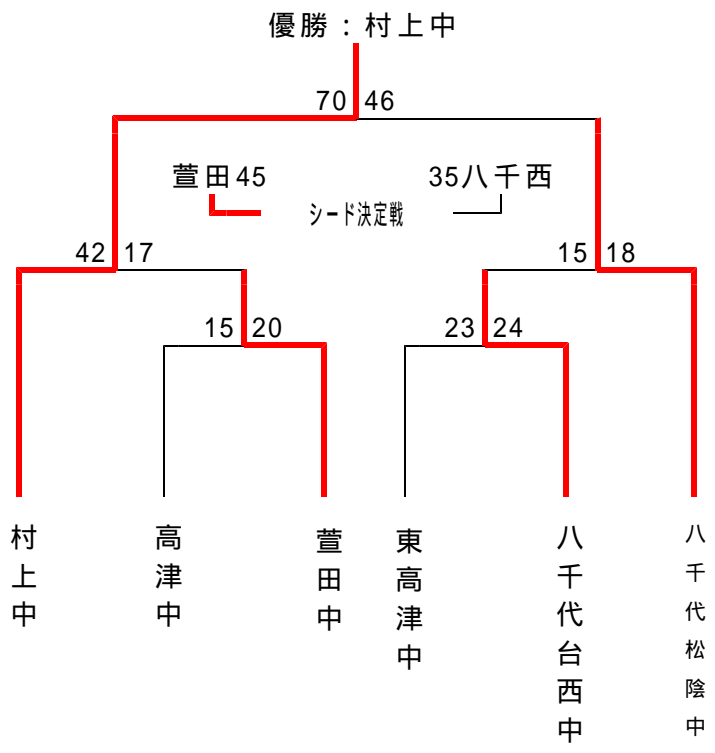 優勝：村上中
70 46
萱田45 35八千西
シード決定戦
42 17 15 18
15 20 23 24
村上中
高津中
萱田中
東高津中
八千代台西中
八千代松陰中